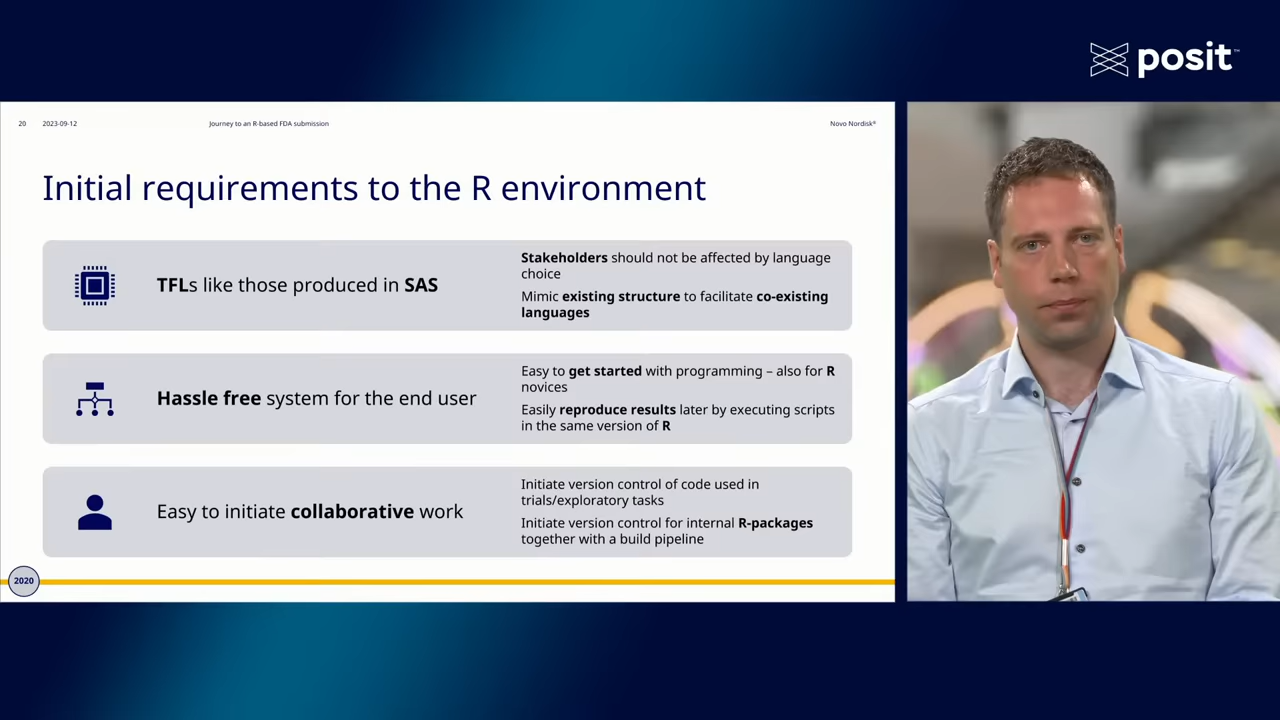 posit™
20 2023-09-12 Journey to an R-based FDA submission Novo Nordisk®
Initial requirements to the R environment
TFLs like those produced in SAS
Stakeholders should not be affected by language
choice
Mimic existing structure to facilitate co-existing
languages
Hassle free system for the end user
Easy to get started with programming – also for R
novices
Easily reproduce results later by executing scripts
in the same version of R
Easy to initiate collaborative work
Initiate version control of code used in
trials/exploratory tasks
Initiate version control for internal R-packages
together with a build pipeline
2020